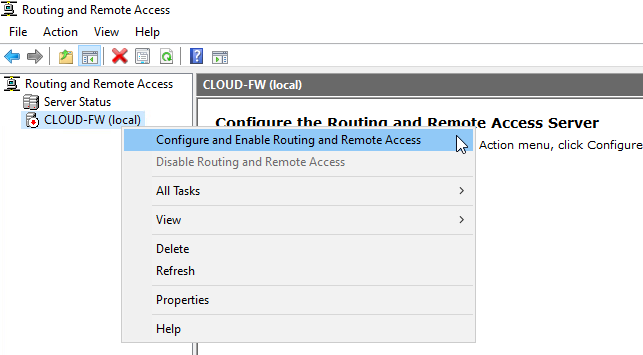 Routing and Remote Access
File Action View Help
Routing and Remote Access
Server Status
CLOUD-FW (local)
CLOUD-FW (local)
Configure the Routing and Remote Access Server
Action menu, click Configure
Configure and Enable Routing and Remote Access
Disable Routing and Remote Access
All Tasks
View
Delete
Refresh
Properties
Help